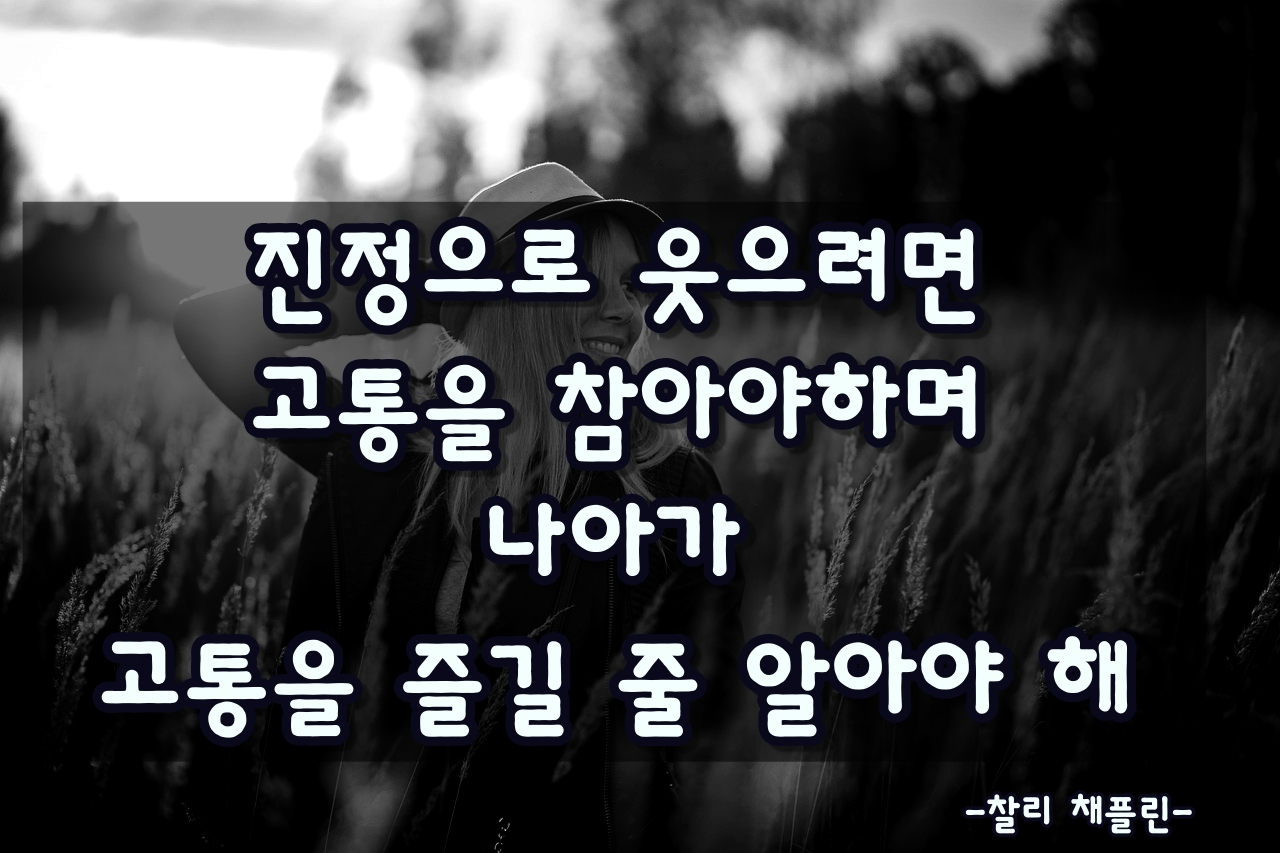 진정으로 웃으려면
고통을 참아야하며
나아가
고통을 즐길 줄 알아야 해
-찰리 채플린-